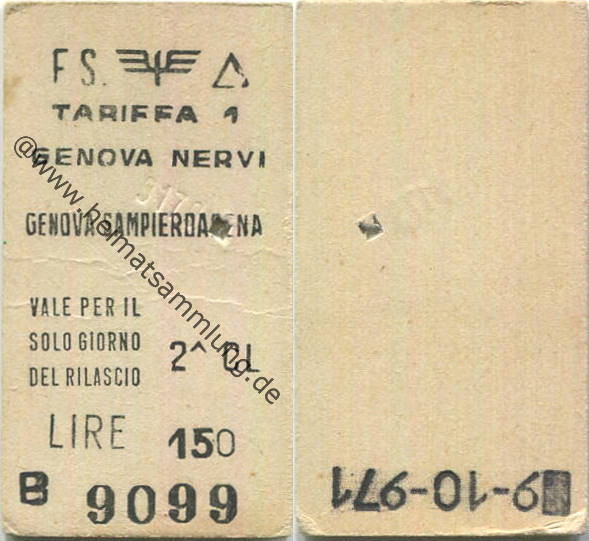 F S. A
TARIFFA 1
GENOVA NERVI
GENOVA SAMPIERDARENA
VALE PER IL
SOLO GIORNO
DEL RILASCIO
2^ CL
LIRE 150
B 9099
@www.heimatsammlung.de
9-10-971